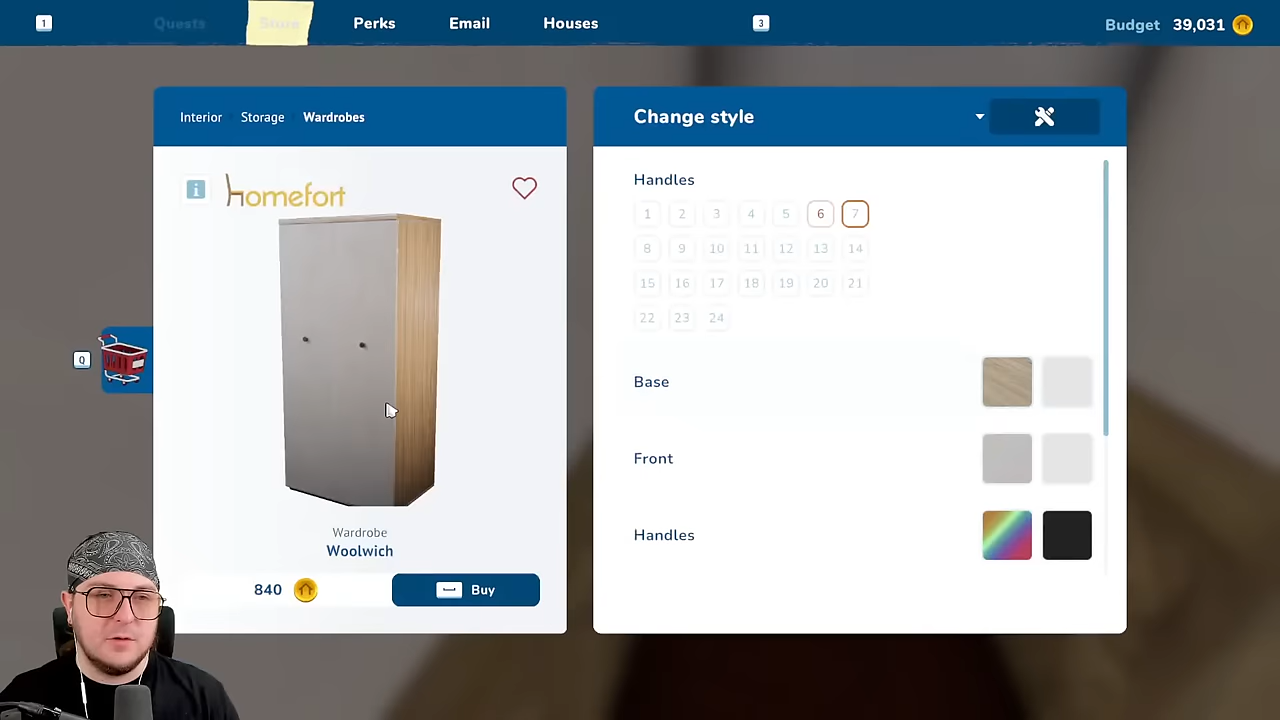 1 Quests Store Perks Email Houses 3 Budget 39,031
Interior Storage Wardrobes
Change style
i homefort
Handles
1 2 3 4 5 6 7
8 9 10 11 12 13 14
15 16 17 18 19 20 21
22 23 24
Q
Base
Front
Handles
Wardrobe
Woolwich
840 Buy